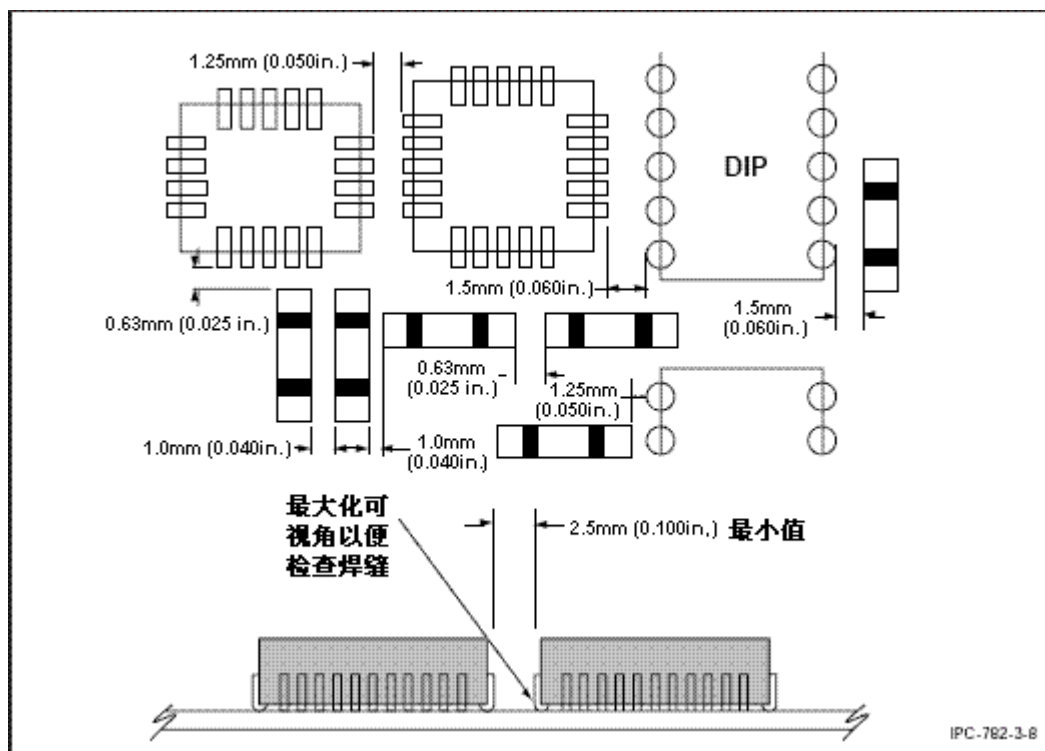 1.25mm (0.050in.)
DIP
1.5mm (0.060in.)
0.63mm (0.025 in.)
1.5mm
(0.060in.)
0.63mm
(0.025 in.)
1.25mm
(0.050in.)
1.0mm (0.040in.)
1.0mm
(0.040in.)
最大化可
视角以便
检查焊缝
2.5mm (0.100in,) 最小值
IPC-782-3-8